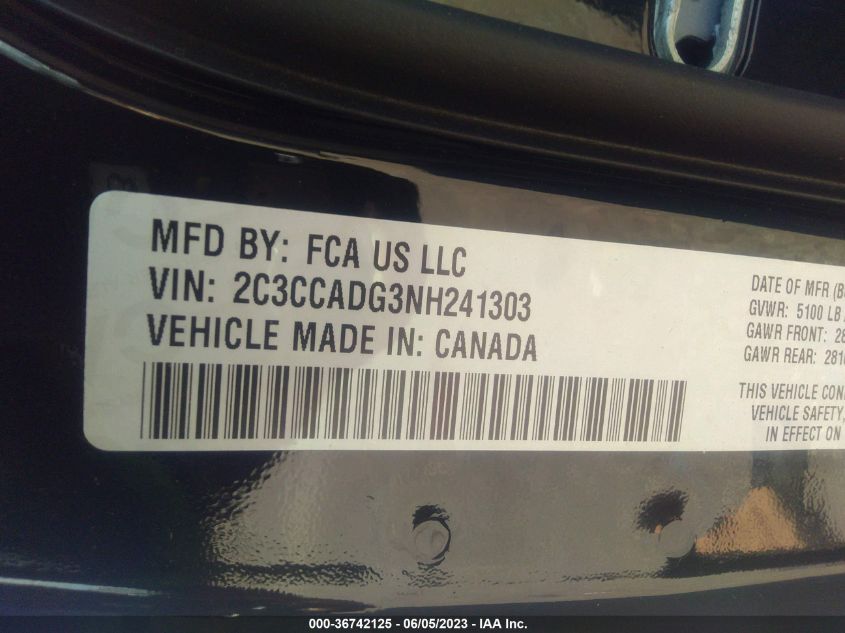 MFD BY: FCA US LLC
VIN: 2C3CCADG3NH241303
VEHICLE MADE IN: CANADA
DATE OF MFR
GVWR: 5100 LB
GAWR FRONT:
GAWR REAR:
THIS VEHICLE
VEHICLE SAFETY,
IN EFFECT ON
000-36742125 - 06/05/2023 - IAA Inc.